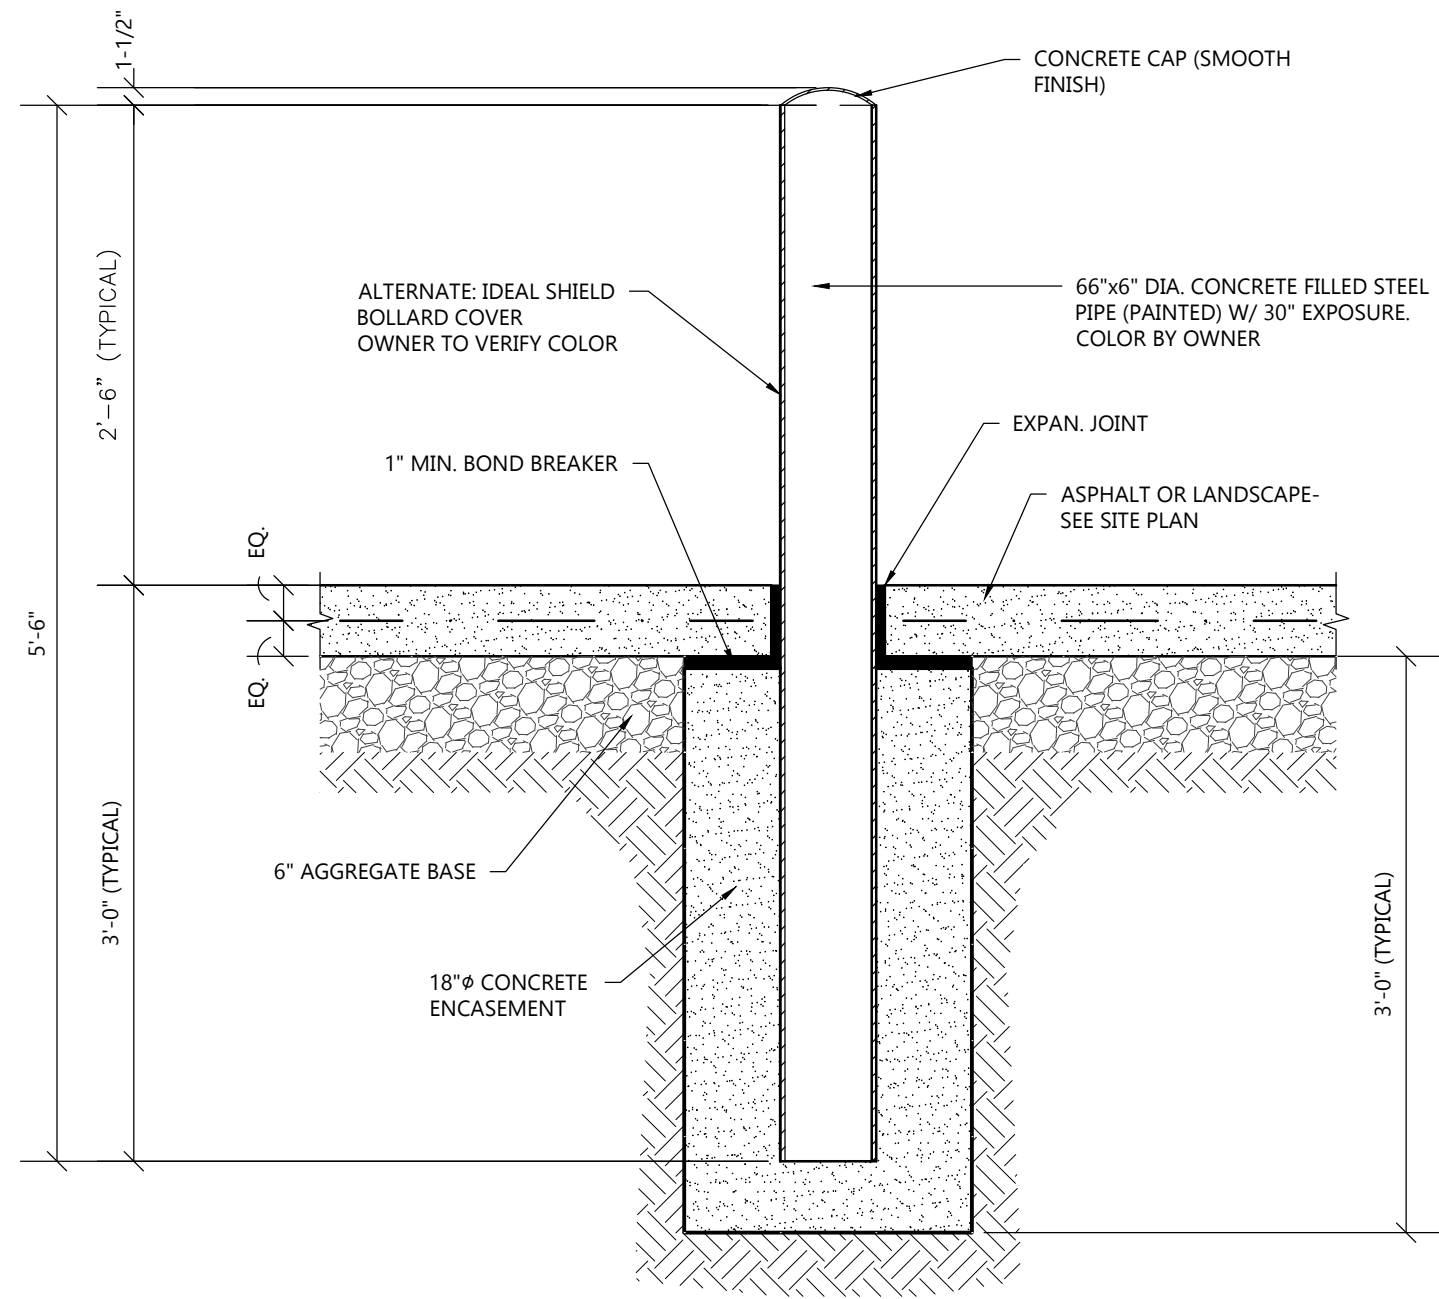 1-1/2"
CONCRETE CAP (SMOOTH
FINISH)
2'-6" (TYPICAL)
ALTERNATE: IDEAL SHIELD
BOLLARD COVER
OWNER TO VERIFY COLOR
66"x6" DIA. CONCRETE FILLED STEEL
PIPE (PAINTED) W/ 30" EXPOSURE.
COLOR BY OWNER
EXPAN. JOINT
1" MIN. BOND BREAKER
ASPHALT OR LANDSCAPE-
SEE SITE PLAN
EQ.
5'-6"
EQ.
3'-0" (TYPICAL)
6" AGGREGATE BASE
3'-0" (TYPICAL)
18"ø CONCRETE
ENCASEMENT